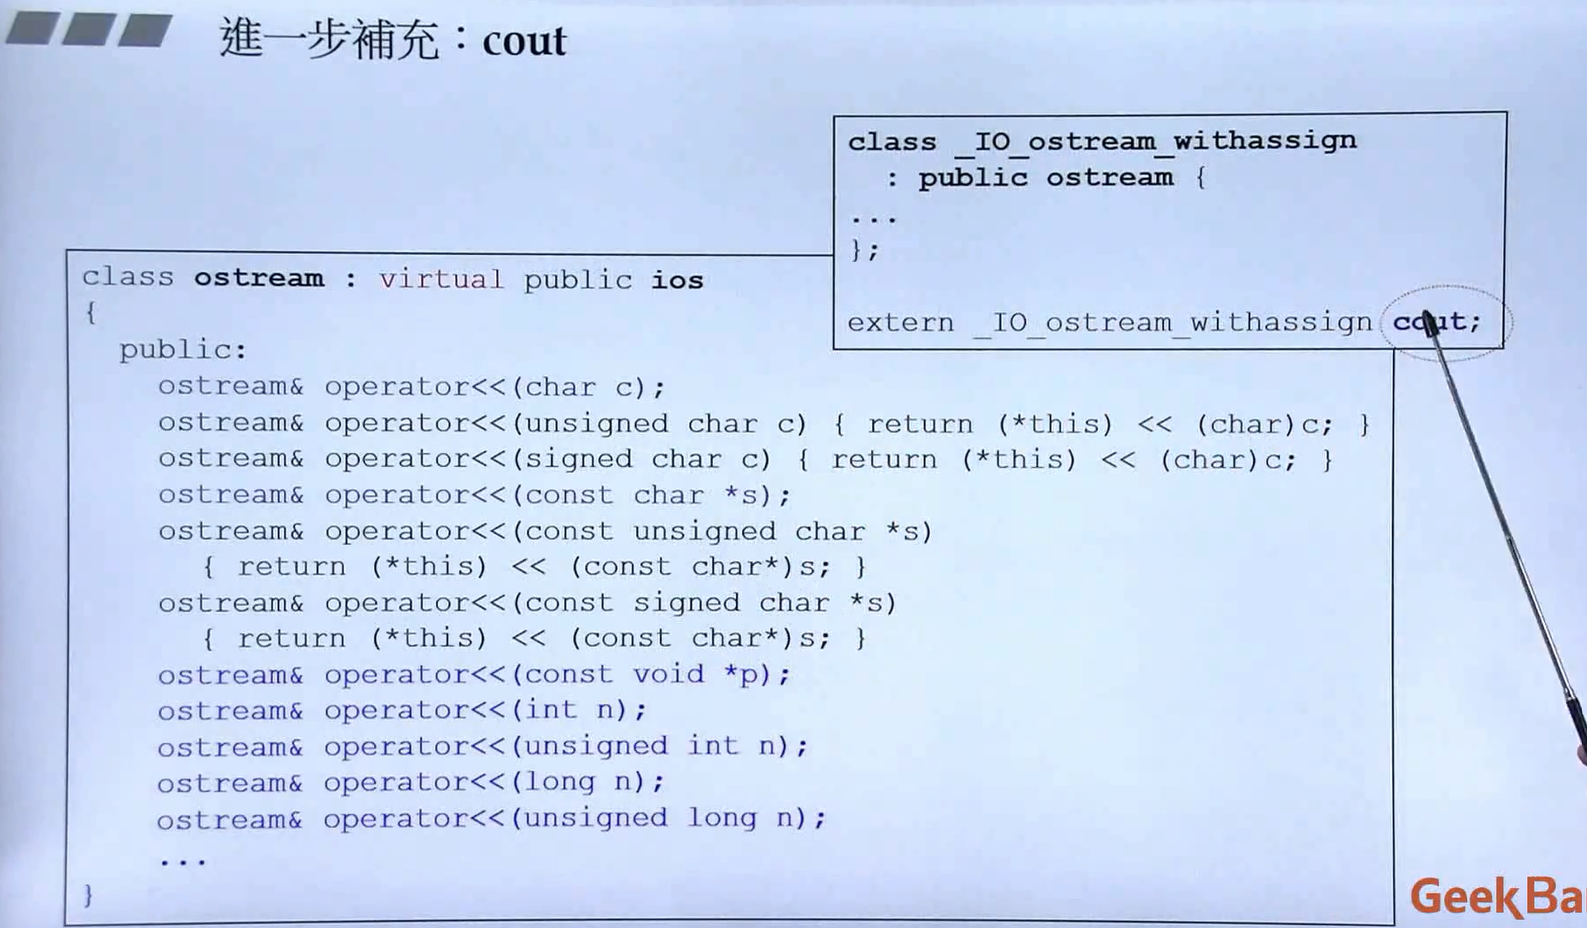 進一步補充：cout
class _IO_ostream_withassign
: public ostream {
...
};
extern _IO_ostream_withassign cout;
class ostream : virtual public ios
{
public:
ostream& operator<<(char c);
ostream& operator<<(unsigned char c) { return (*this) << (char)c; }
ostream& operator<<(signed char c) { return (*this) << (char)c; }
ostream& operator<<(const char *s);
ostream& operator<<(const unsigned char *s)
{ return (*this) << (const char*)s; }
ostream& operator<<(const signed char *s)
{ return (*this) << (const char*)s; }
ostream& operator<<(const void *p);
ostream& operator<<(int n);
ostream& operator<<(unsigned int n);
ostream& operator<<(long n);
ostream& operator<<(unsigned long n);
...
}
GeekBa